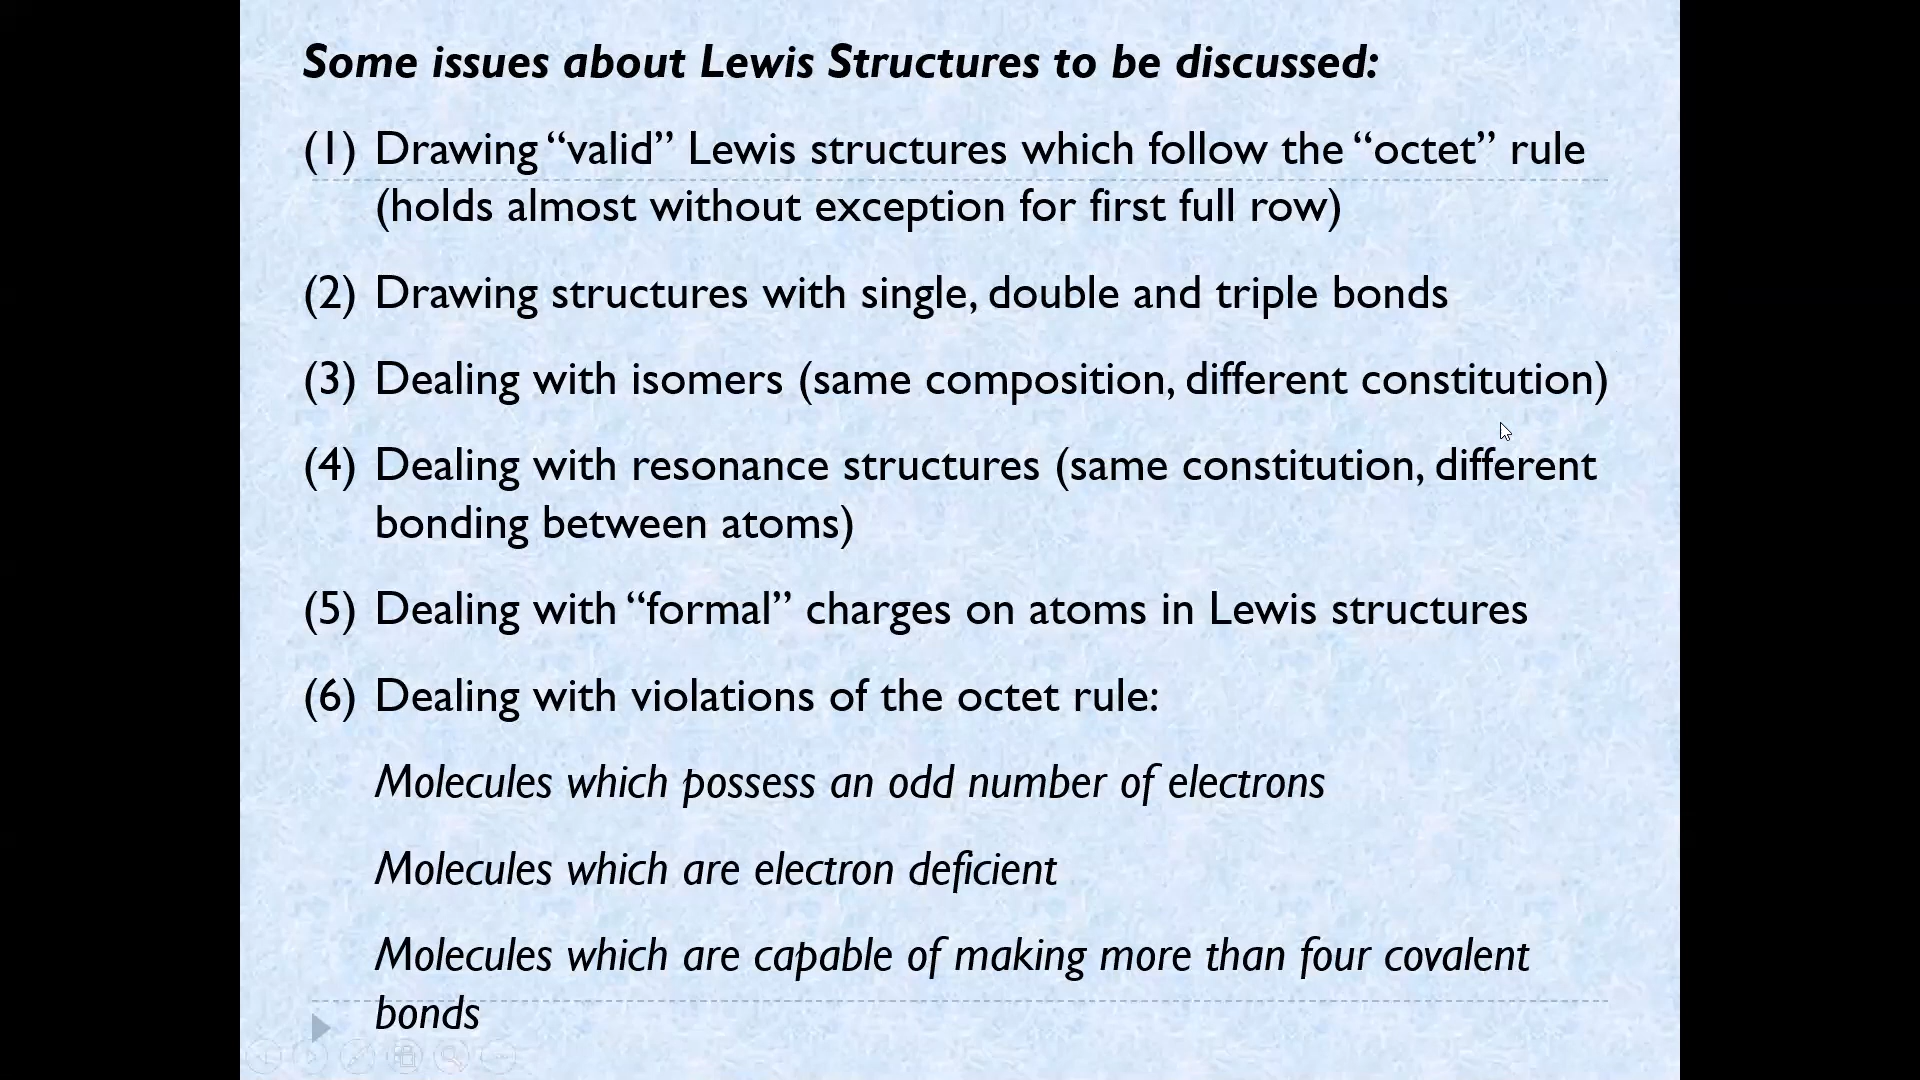 Some issues about Lewis Structures to be discussed:
(1) Drawing “valid” Lewis structures which follow the “octet” rule
(holds almost without exception for first full row)
(2) Drawing structures with single, double and triple bonds
(3) Dealing with isomers (same composition, different constitution)
(4) Dealing with resonance structures (same constitution, different
bonding between atoms)
(5) Dealing with “formal” charges on atoms in Lewis structures
(6) Dealing with violations of the octet rule:
Molecules which possess an odd number of electrons
Molecules which are electron deficient
Molecules which are capable of making more than four covalent
bonds